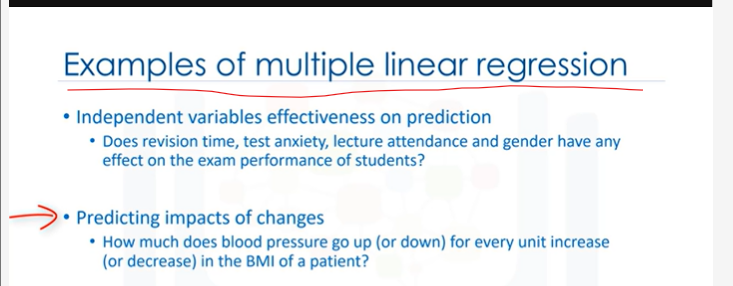 Examples of multiple linear regression
• Independent variables effectiveness on prediction
• Does revision time, test anxiety, lecture attendance and gender have any
effect on the exam performance of students?
• Predicting impacts of changes
• How much does blood pressure go up (or down) for every unit increase
(or decrease) in the BMI of a patient?